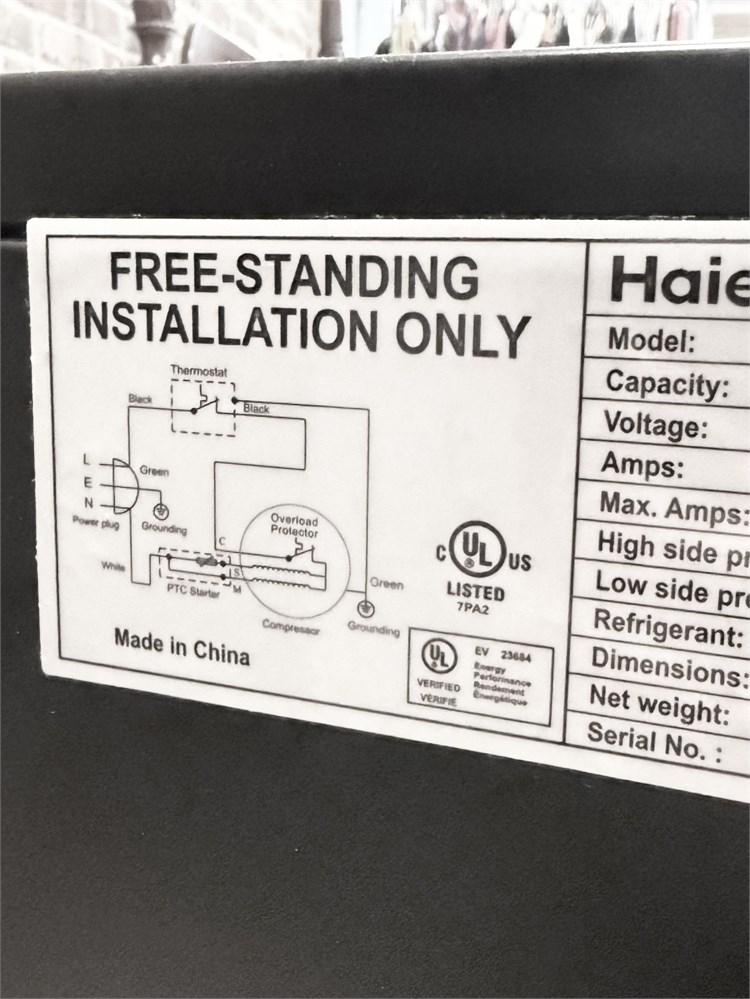 FREE-STANDING
INSTALLATION ONLY
Thermostat
Black
Black
L
E
N
Green
Power plug
Grounding
White
PTC Starter
C
S
M
Overload
Protector
Compressor
Green
Grounding
C UL US
LISTED
7PA2
Made in China
UL
VERIFIED
VÉRIFIÉ
EV 23684
Energy
Performance
Rendement
Énergétique
Haie
Model:
Capacity:
Voltage:
Amps:
Max. Amps:
High side pr
Low side pre
Refrigerant:
Dimensions:
Net weight:
Serial No. :